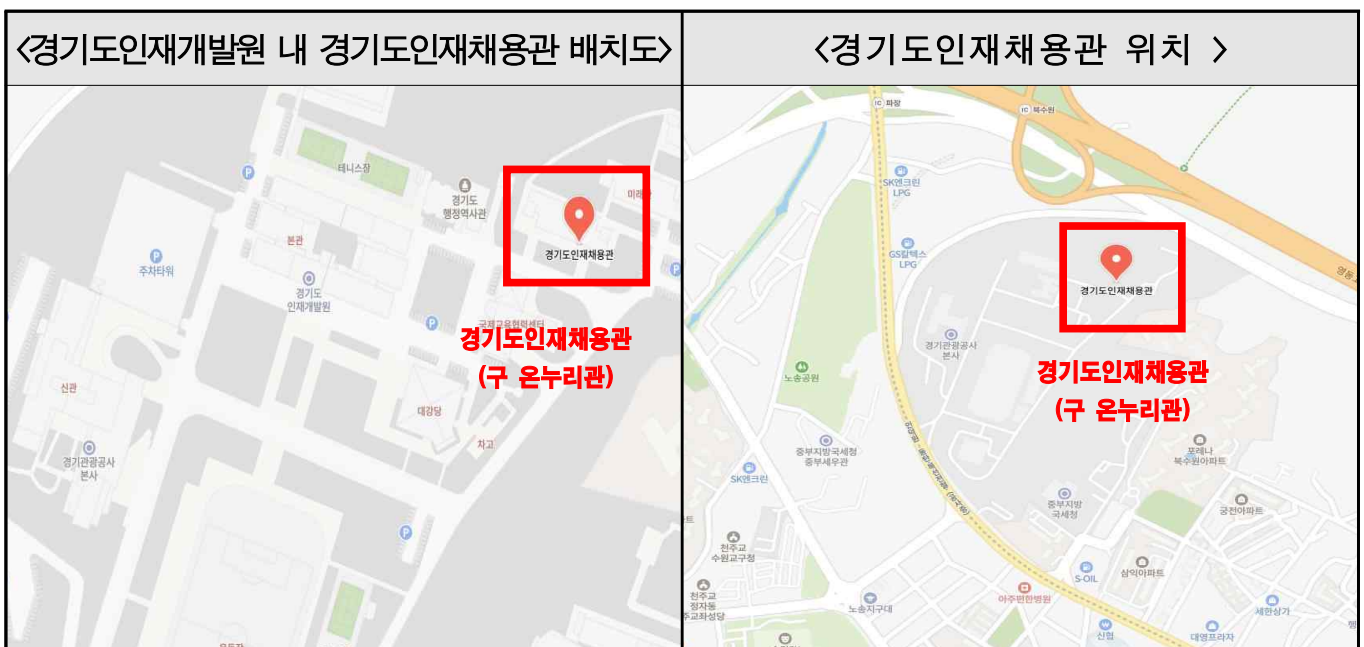 <경기도인재개발원 내 경기도인재채용관 배치도>
테니스장
경기도
행정역사관
경기도인재채용관
본관
주차타워
경기도
인재개발원
국제교육협력센터
경기도인재채용관
(구 온누리관)
신관
대강당
차고
경기관광공사
본사
<경기도인재채용관 위치 >
IC 파장
IC 북수원
SK엔크린
LPG
GS칼텍스
LPG
경기도인재채용관
경기관광공사
본사
노송공원
경기도인재채용관
(구 온누리관)
중부지방국세청
중부세우관
SK엔크린
포레나
북수원아파트
중부지방
국세청
궁전아파트
천주교
수원교구청
S-OIL
삼익아파트
천주교
정자동
주교좌성당
노송지구대
아주편한병원
세한상가
신협
대영프라자